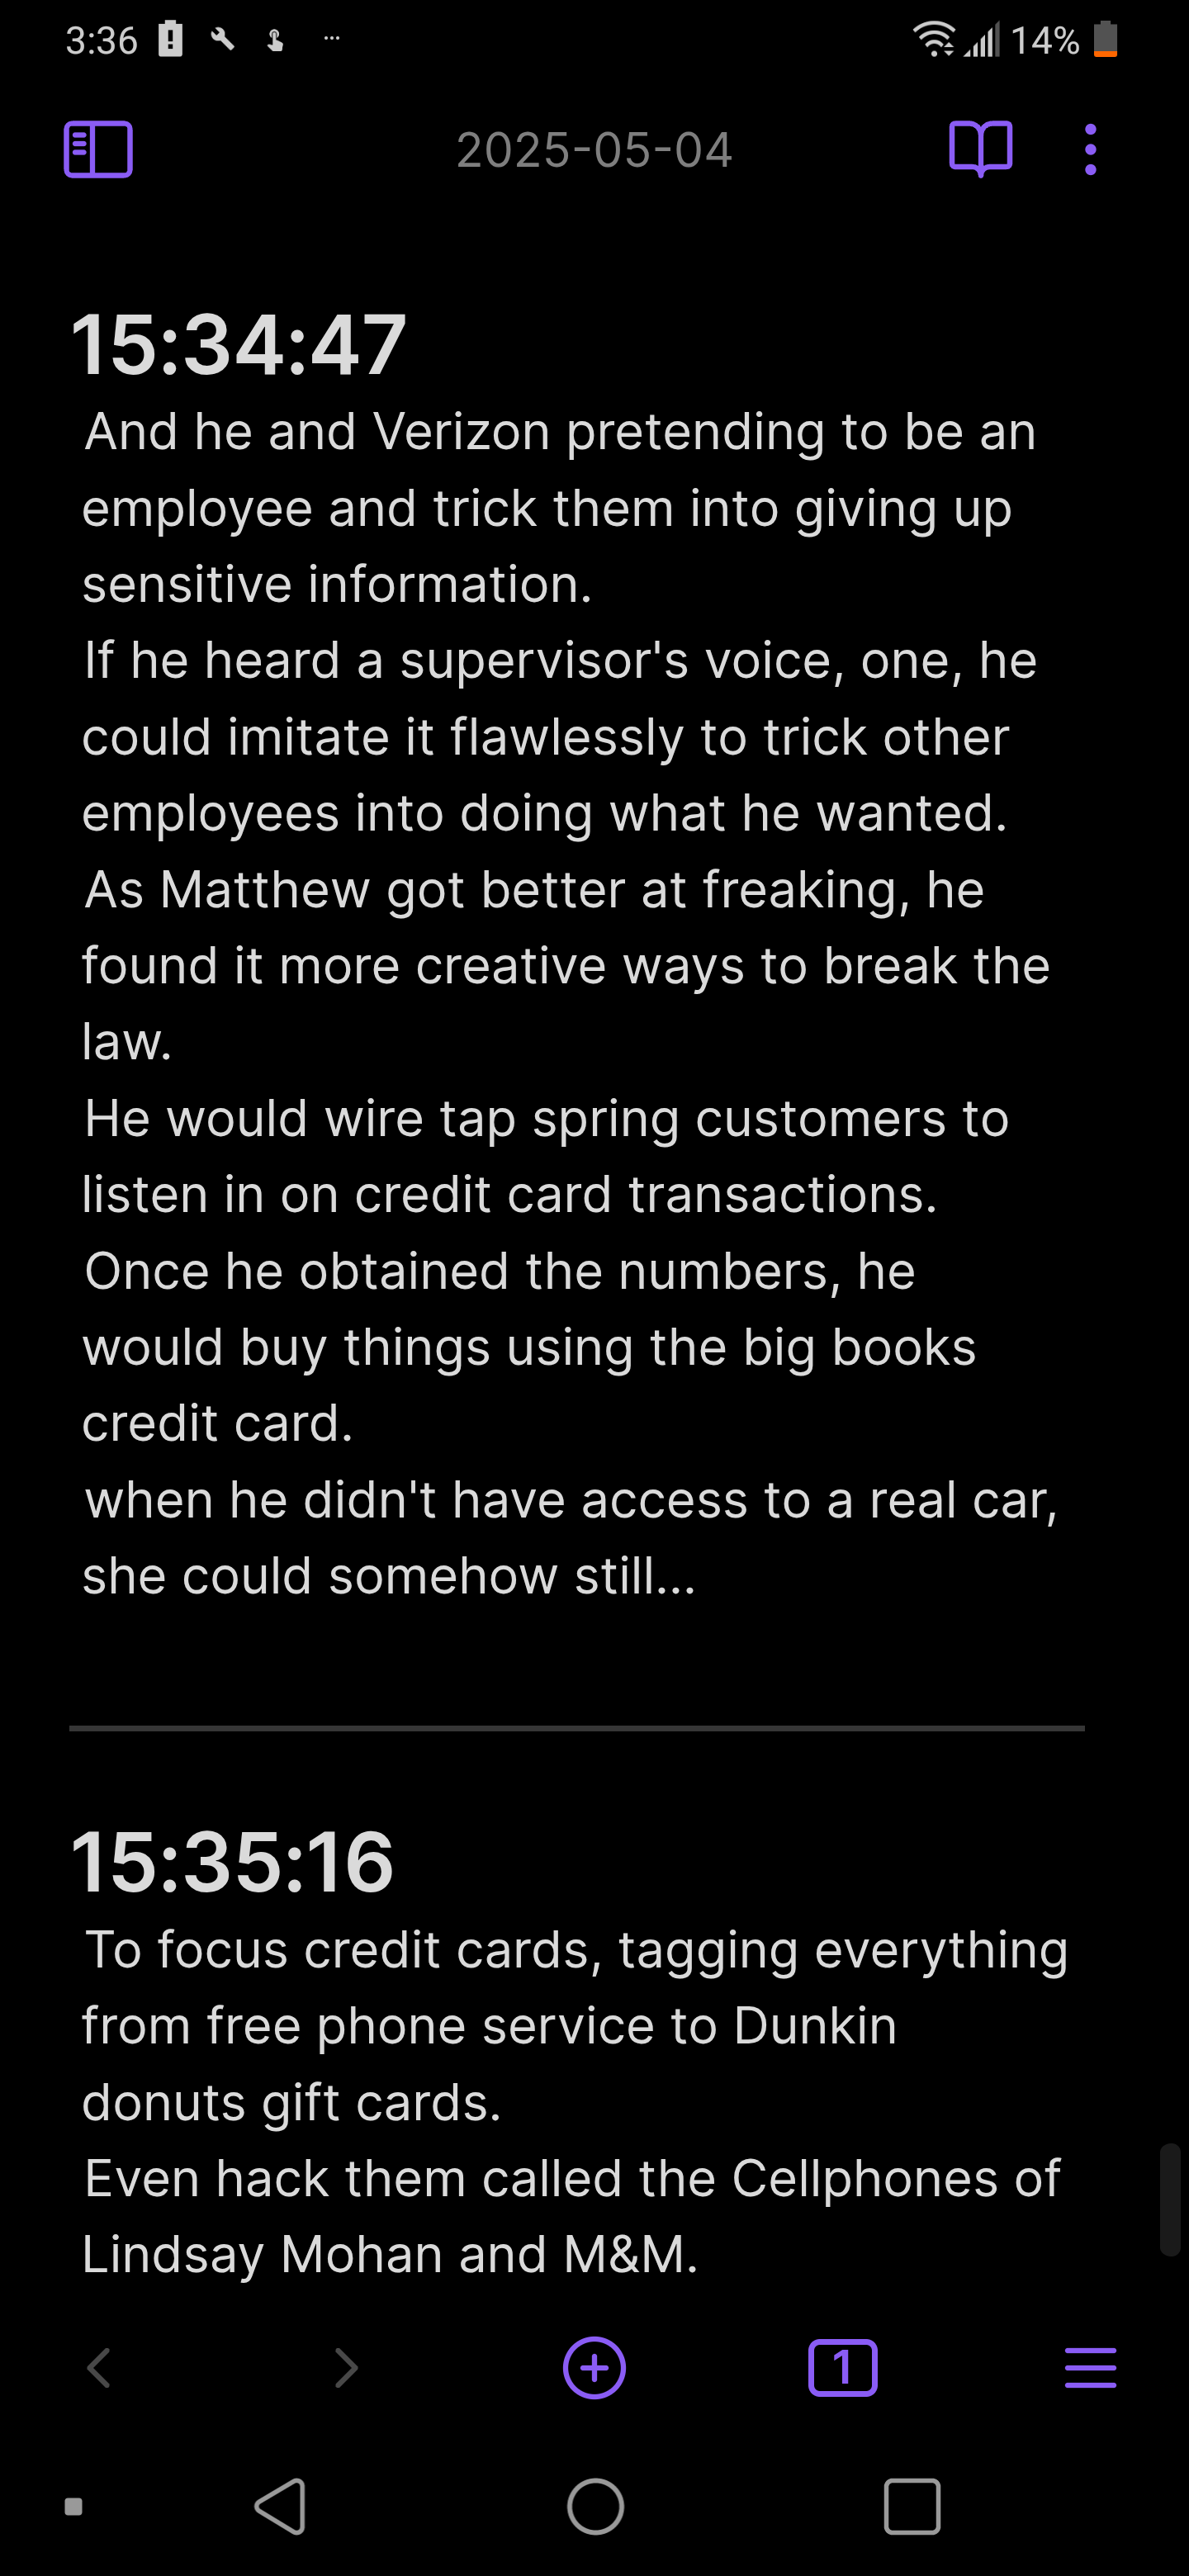 3:36
14%
2025-05-04
15:34:47
And he and Verizon pretending to be an
employee and trick them into giving up
sensitive information.
If he heard a supervisor's voice, one, he
could imitate it flawlessly to trick other
employees into doing what he wanted.
As Matthew got better at freaking, he
found it more creative ways to break the
law.
He would wire tap spring customers to
listen in on credit card transactions.
Once he obtained the numbers, he
would buy things using the big books
credit card.
when he didn't have access to a real car,
she could somehow still...
15:35:16
To focus credit cards, tagging everything
from free phone service to Dunkin
donuts gift cards.
Even hack them called the Cellphones of
Lindsay Mohan and M&M.
1